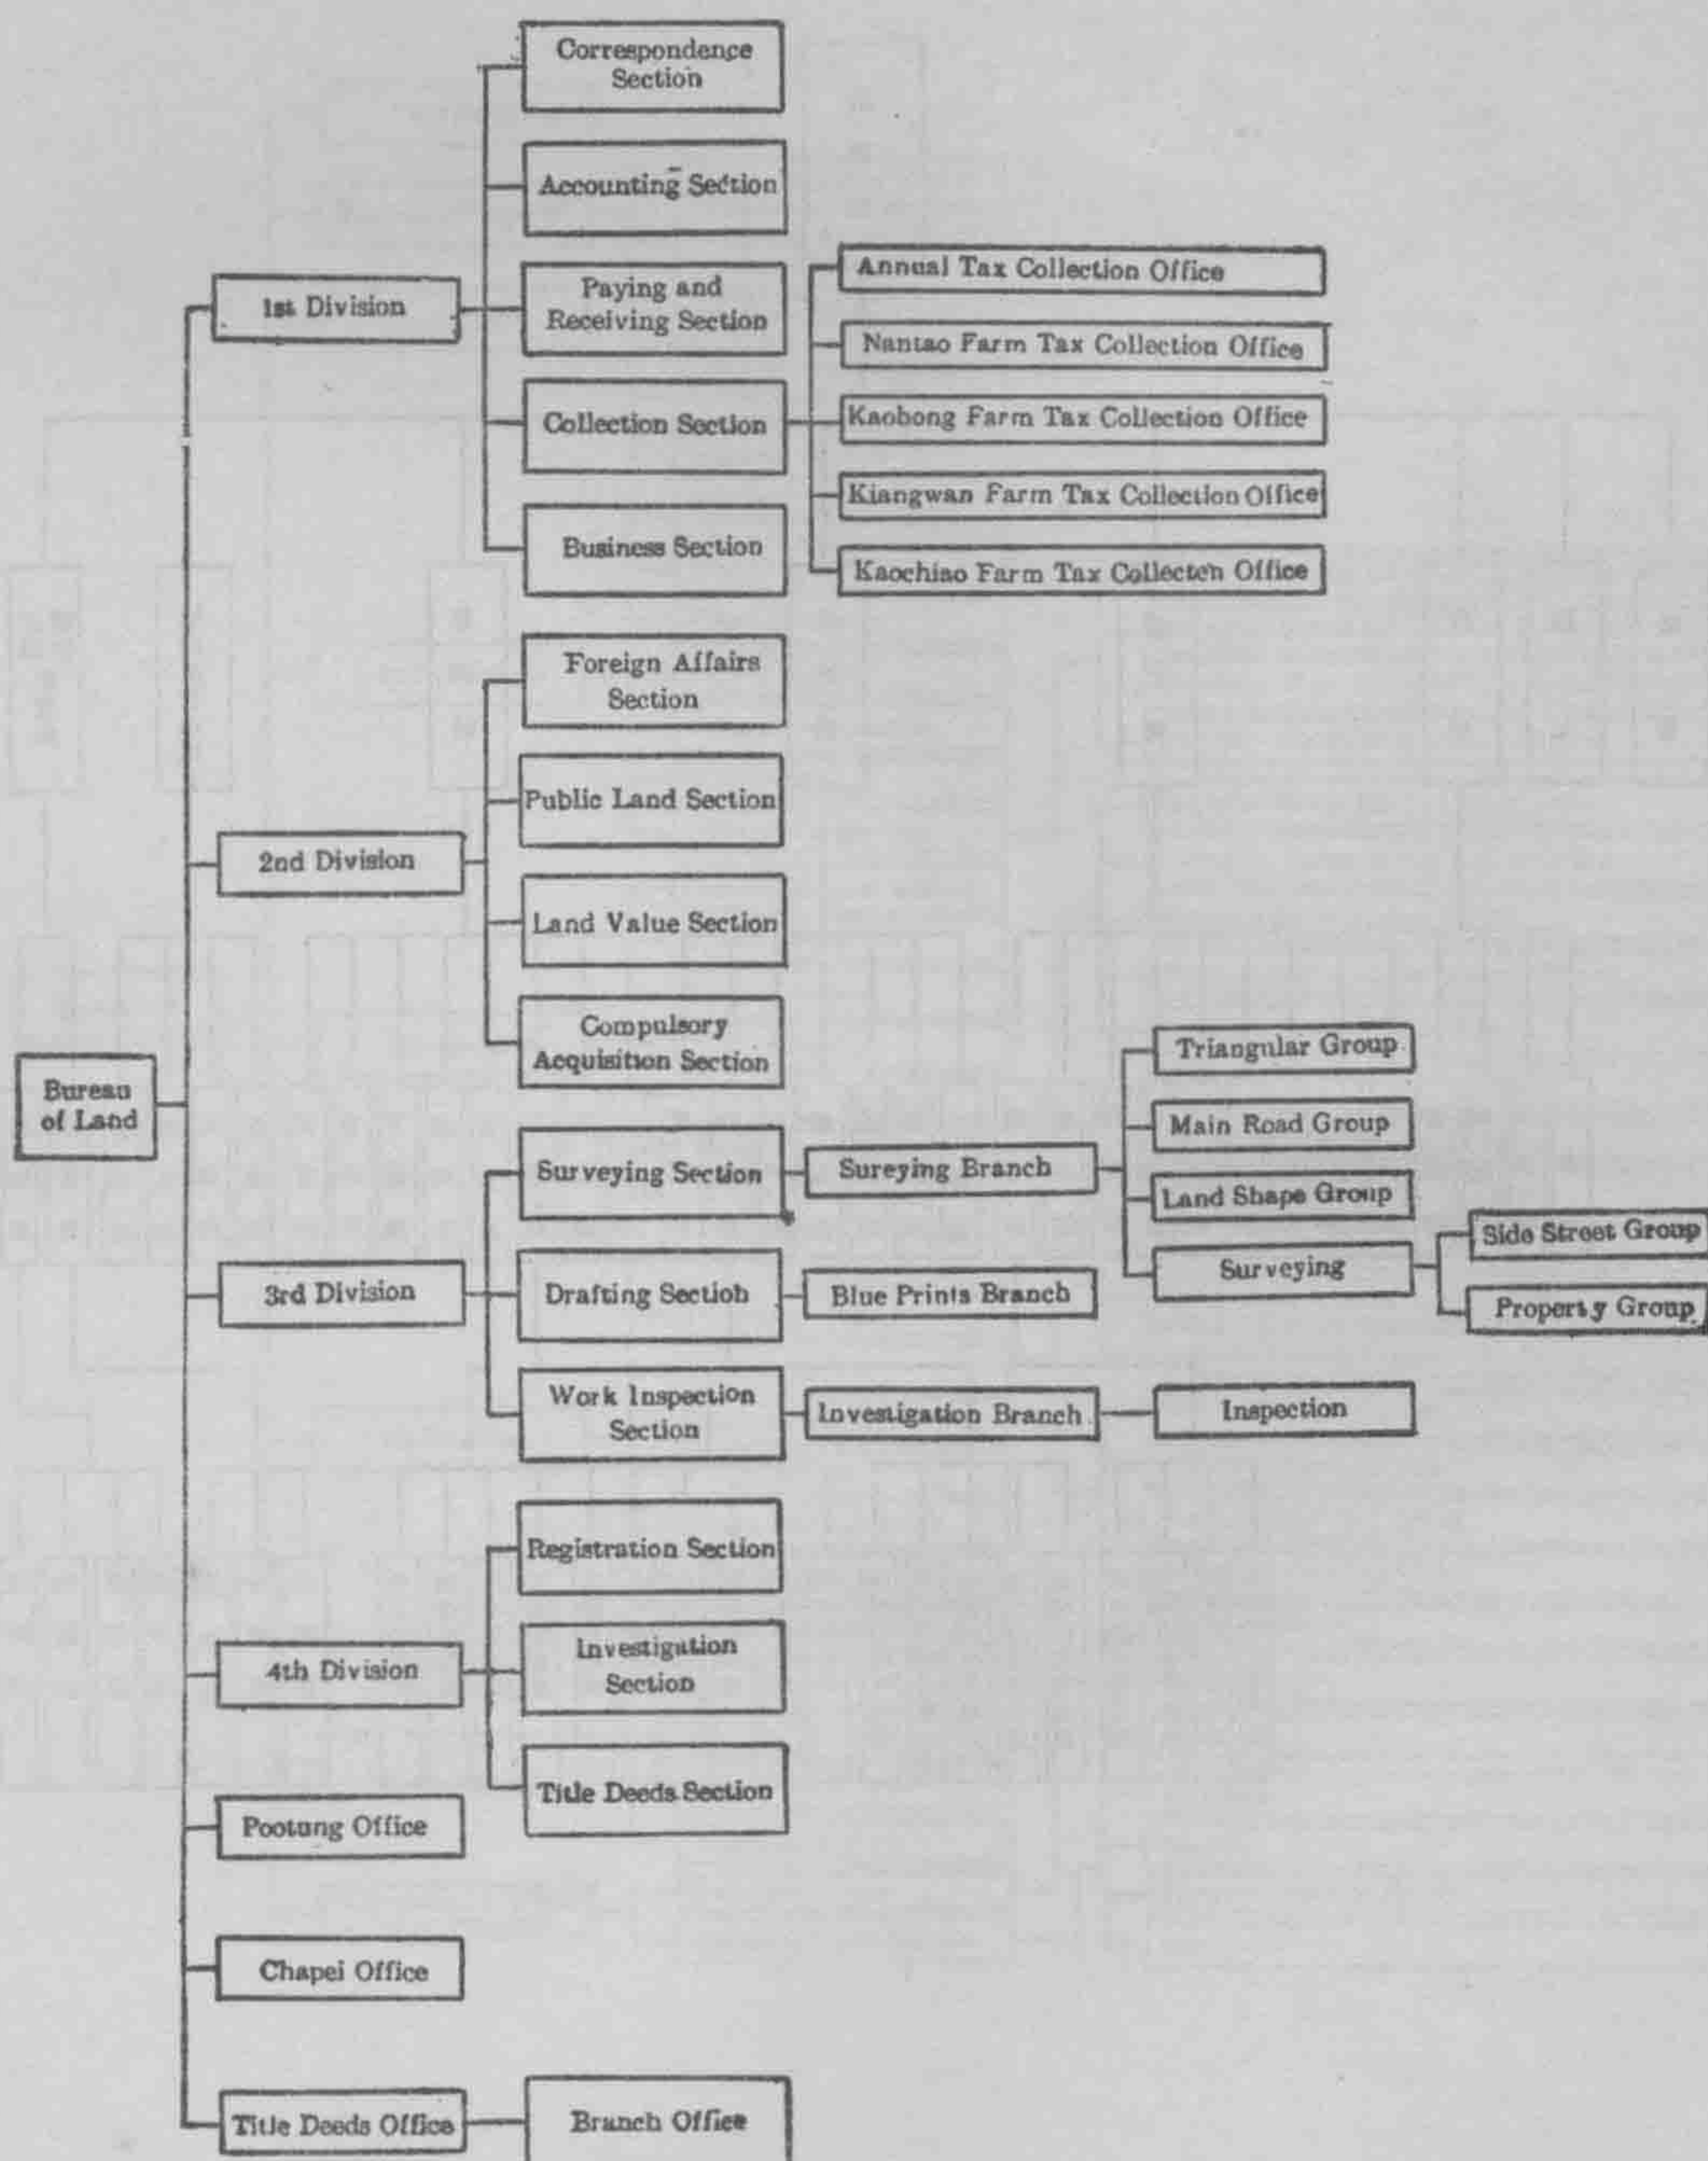 Correspondence
Section
Accounting Section
1st Division
Paying and
Receiving Section
Collection Section
Business Section
Annual Tax Collection Office
Nantao Farm Tax Collection Office
Kaobong Farm Tax Collection Office
Kiangwan Farm Tax Collection Office
Kaochiao Farm Tax Collecten Office
Foreign Affairs
Section
Public Land Section
2nd Division
Land Value Section
Compulsory
Acquisition Section
Bureau
of Land
Surveying Section
Sureying Branch
Triangular Group
Main Road Group
Land Shape Group
Surveying
Side Street Group
Property Group
3rd Division
Drafting Sectioh
Blue Prints Branch
Work Inspection
Section
Investigation Branch
Inspection
Registration Section
4th Division
Investigation
Section
Title Deeds Section
Pootung Office
Chapei Office
Title Deeds Office
Branch Office